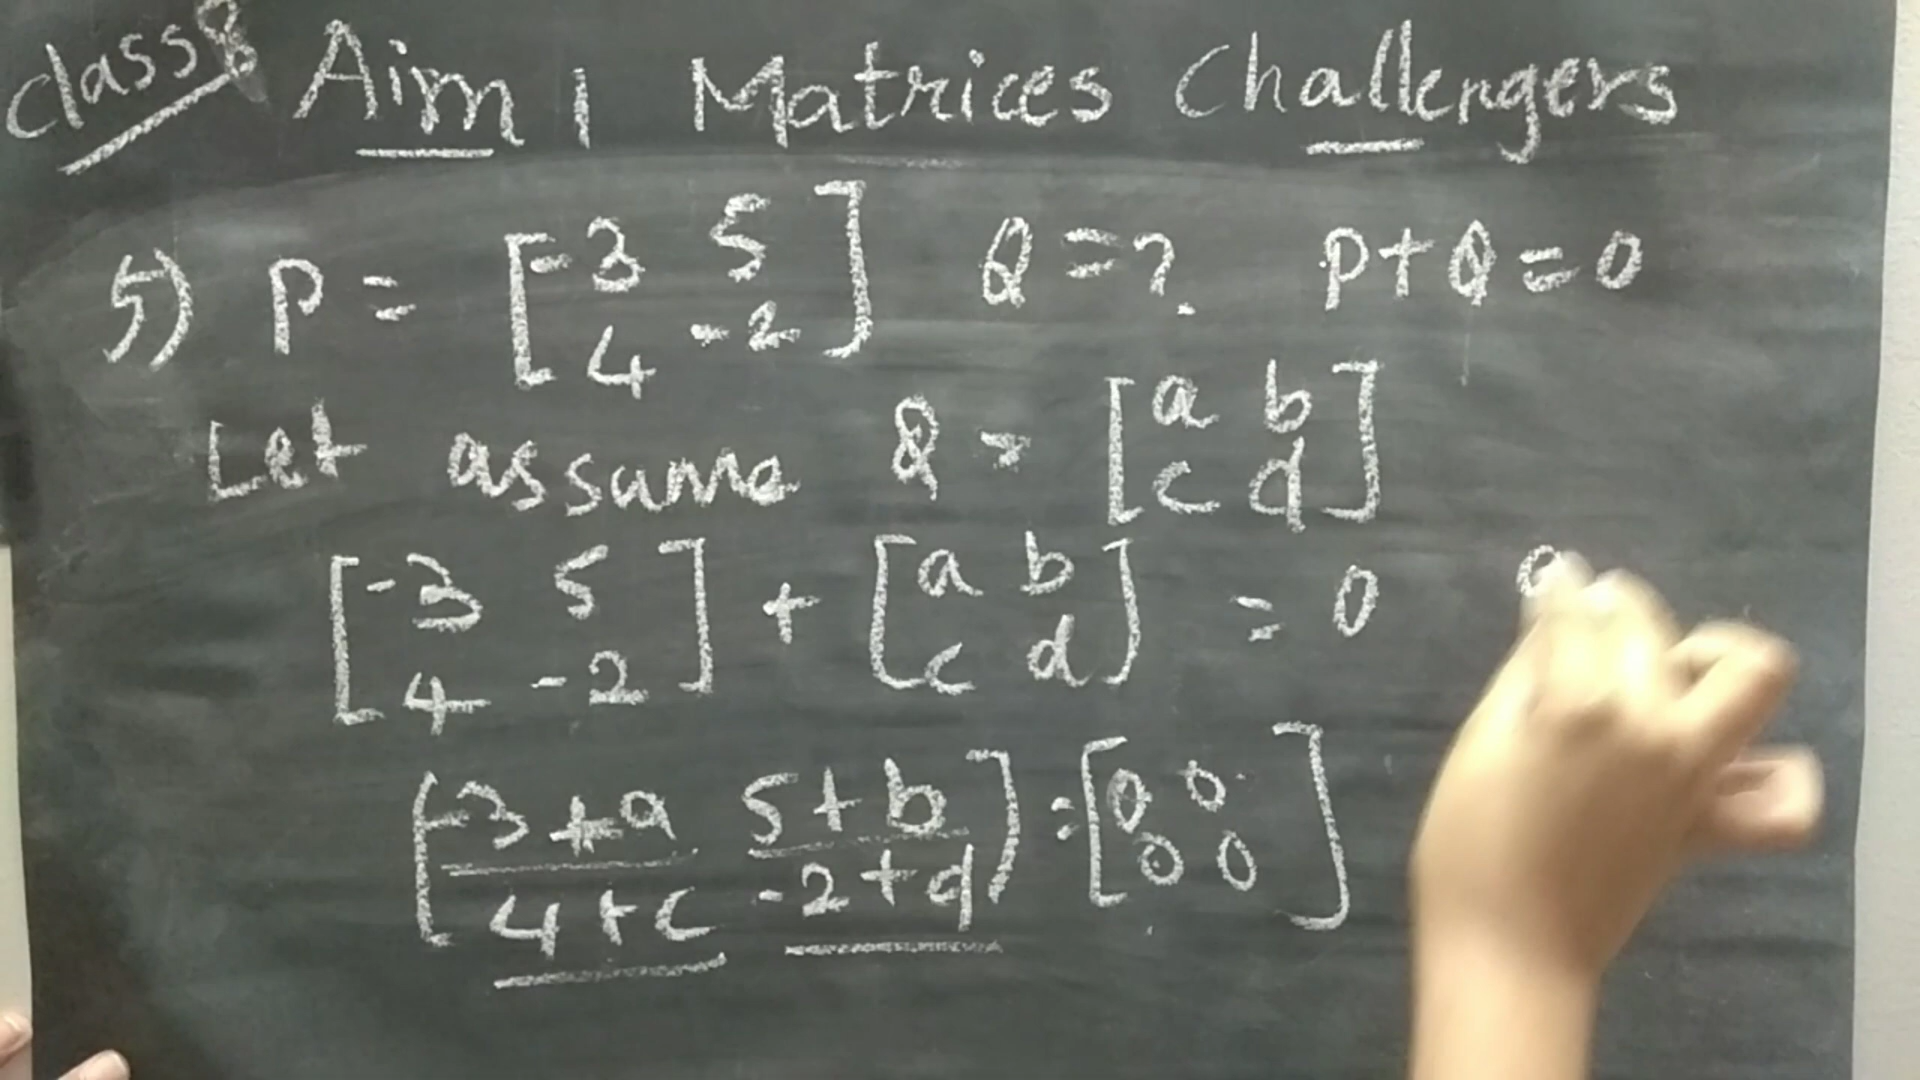 class 8 Aim 1 Matrices Challengers
5) P = [-3 5 Q =? P+Q=0
4 -2]
Let assume Q = [a b
c d]
[-3 5 + [a b = 0
4 -2] c d]
[-3+a 5+b = [0 0
4+c -2+d] 0 0]